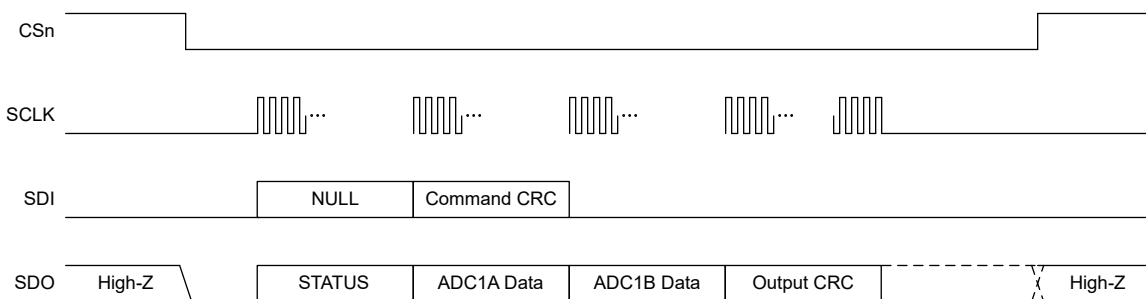 CSn
SCLK ... ... ... ...
SDI NULL Command CRC
SDO High-Z STATUS ADC1A Data ADC1B Data Output CRC High-Z